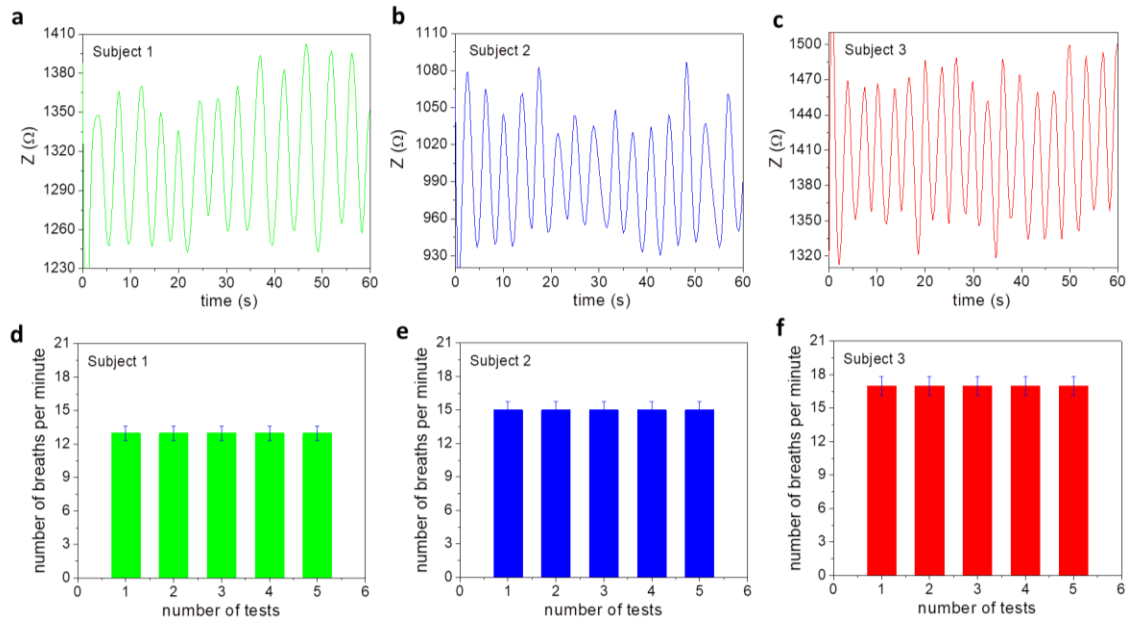 a
Subject 1
1410
1380
1350
1320
1290
1260
1230
Z (Ω)
0 10 20 30 40 50 60
time (s)
b
Subject 2
1110
1080
1050
1020
990
960
930
Z (Ω)
0 10 20 30 40 50 60
time (s)
c
Subject 3
1500
1470
1440
1410
1380
1350
1320
Z (Ω)
0 10 20 30 40 50 60
time (s)
d
Subject 1
21
18
15
12
9
6
3
0
number of breaths per minute
0 1 2 3 4 5 6
number of tests
e
Subject 2
21
18
15
12
9
6
3
0
number of breaths per minute
0 1 2 3 4 5 6
number of tests
f
Subject 3
21
18
15
12
9
6
3
0
number of breaths per minute
0 1 2 3 4 5 6
number of tests